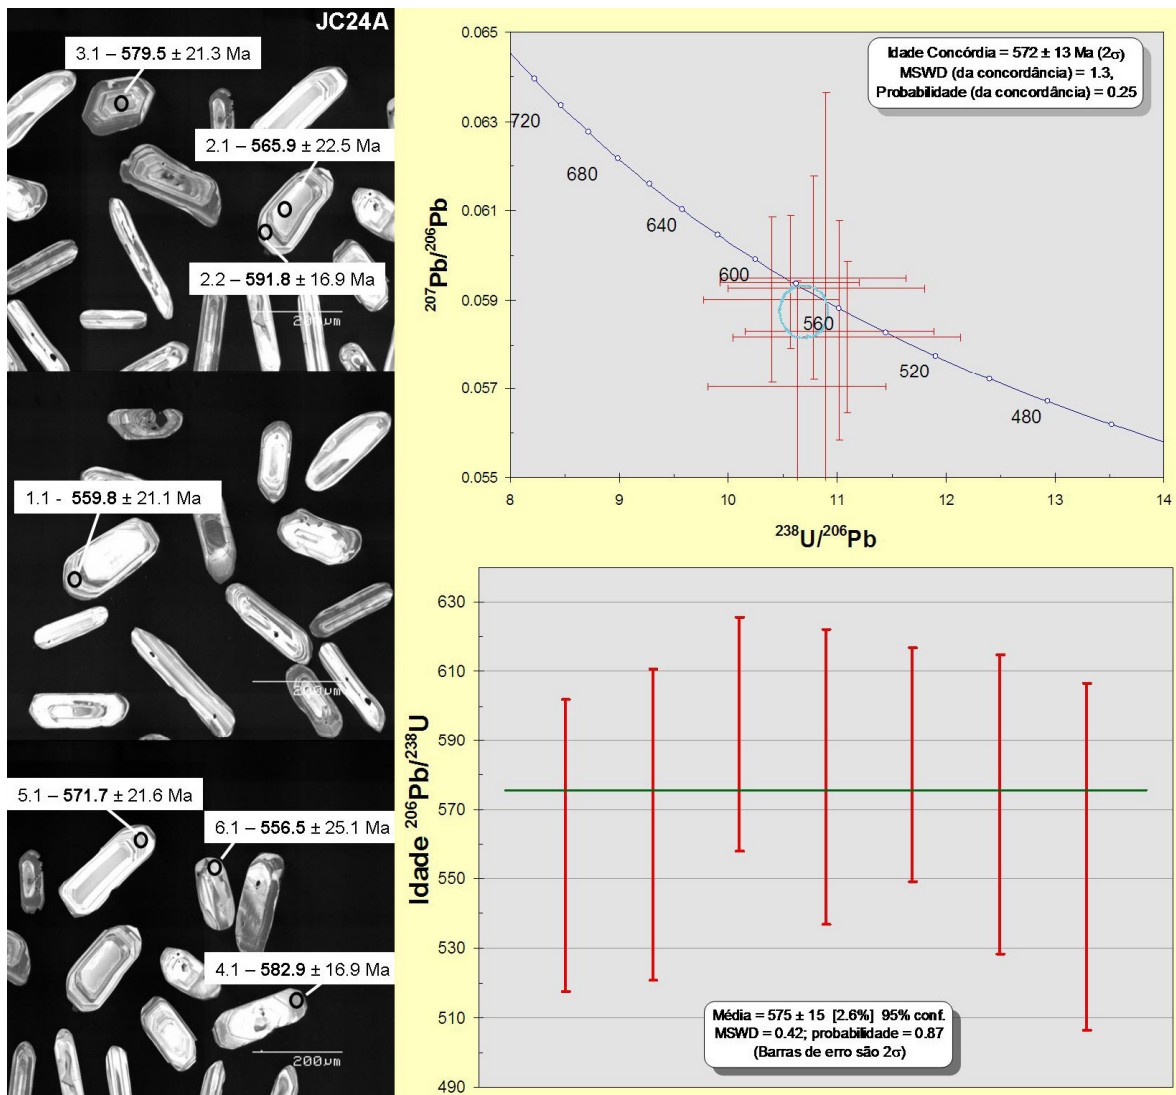 JC24A
3.1 – 579.5 ± 21.3 Ma
2.1 – 565.9 ± 22.5 Ma
2.2 – 591.8 ± 16.9 Ma
200µm
1.1 - 559.8 ± 21.1 Ma
200µm
5.1 – 571.7 ± 21.6 Ma
6.1 – 556.5 ± 25.1 Ma
4.1 – 582.9 ± 16.9 Ma
200µm
0.065
0.063
0.061
0.059
0.057
0.055
207Pb/206Pb
Idade Concórdia = 572 ± 13 Ma (2σ)
MSWD (da concordância) = 1.3,
Probabilidade (da concordância) = 0.25
720
680
640
600
560
520
480
8 9 10 11 12 13 14
238U/206Pb
630
610
590
570
550
530
510
490
Idade 206Pb/238U
Média = 575 ± 15 [2.6%] 95% conf.
MSWD = 0.42; probabilidade = 0.87
(Barras de erro são 2σ)